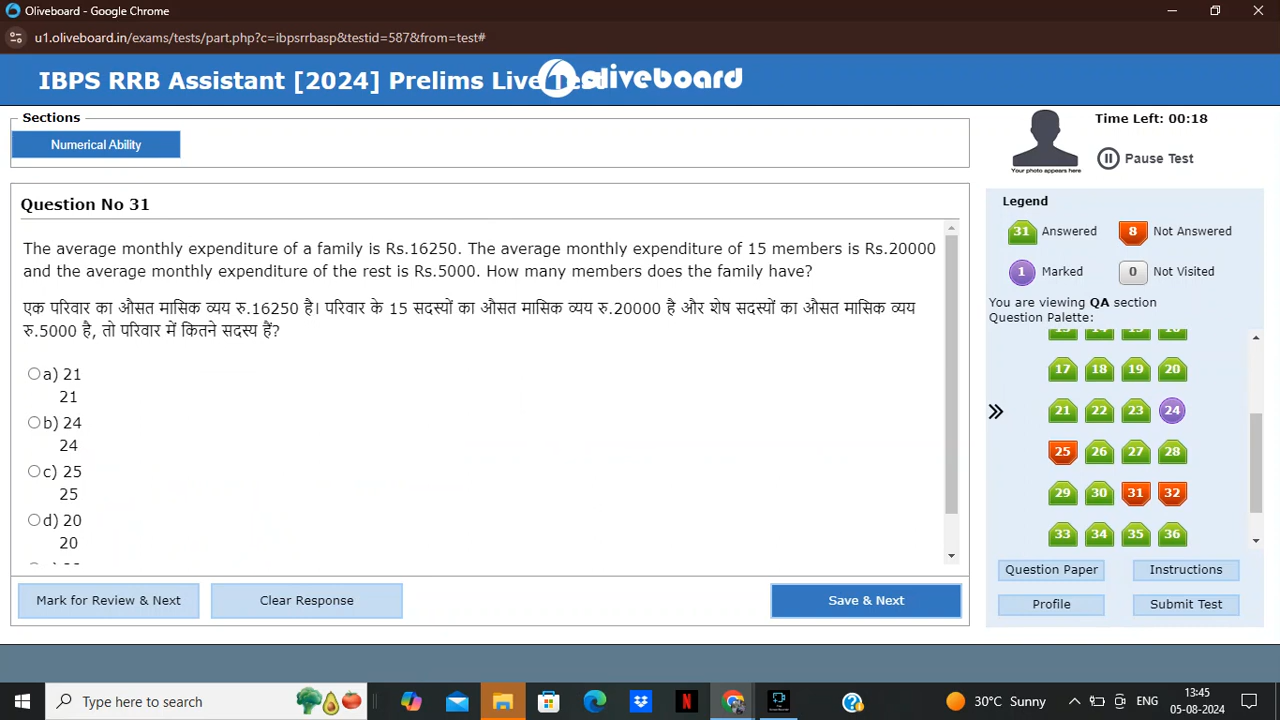 Oliveboard - Google Chrome
u1.oliveboard.in/exams/tests/part.php?c=ibpsrrbasp&testid=587&from=test#
IBPS RRB Assistant [2024] Prelims Live Test
oliveboard
Sections
Numerical Ability
Your photo appears here
Time Left: 00:18
Pause Test
Question No 31
The average monthly expenditure of a family is Rs.16250. The average monthly expenditure of 15 members is Rs.20000
and the average monthly expenditure of the rest is Rs.5000. How many members does the family have?
एक परिवार का औसत मासिक व्यय रु.16250 है। परिवार के 15 सदस्यों का औसत मासिक व्यय रु.20000 है और शेष सदस्यों का औसत मासिक व्यय
रु.5000 है, तो परिवार में कितने सदस्य हैं?
a) 21
21
b) 24
24
c) 25
25
d) 20
20
Mark for Review & Next
Clear Response
Save & Next
Legend
31 Answered
8 Not Answered
1 Marked
0 Not Visited
You are viewing QA section
Question Palette:
13 14 15 16
17 18 19 20
21 22 23 24
25 26 27 28
29 30 31 32
33 34 35 36
Question Paper
Instructions
Profile
Submit Test
Type here to search
30°C Sunny
ENG
13:45
05-08-2024